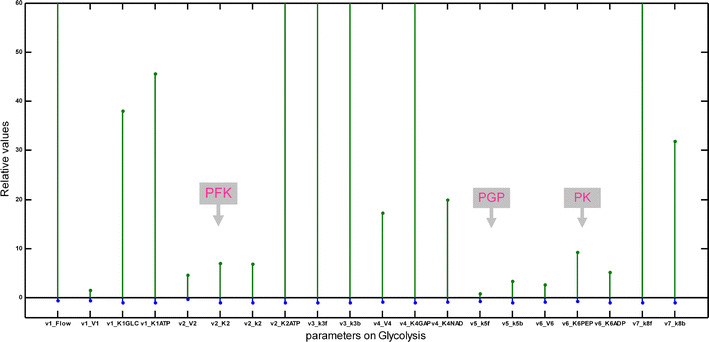 60
50
40
30
20
10
0
Relative values
PFK
PGP
PK
v1_Flow v1_V1 v1_K1GLC v1_K1ATP v2_V2 v2_K2 v2_k2 v2_K2ATP v3_k3f v3_k3b v4_V4 v4_K4GAP v4_K4NAD v5_k5f v5_k5b v6_V6 v6_K6PEP v6_K6ADP v7_k8f v7_k8b
parameters on Glycolysis